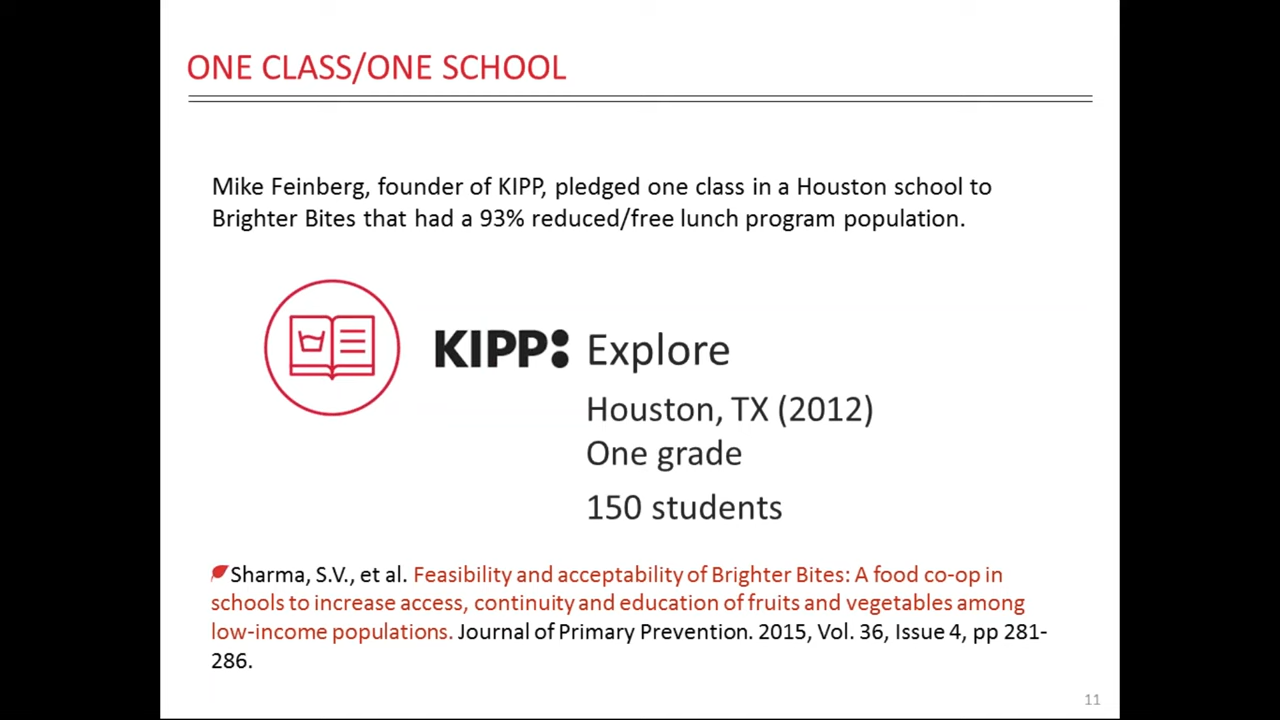 ONE CLASS/ONE SCHOOL
Mike Feinberg, founder of KIPP, pledged one class in a Houston school to
Brighter Bites that had a 93% reduced/free lunch program population.
KIPP: Explore
Houston, TX (2012)
One grade
150 students
Sharma, S.V., et al. Feasibility and acceptability of Brighter Bites: A food co-op in
schools to increase access, continuity and education of fruits and vegetables among
low-income populations. Journal of Primary Prevention. 2015, Vol. 36, Issue 4, pp 281-
286.
11